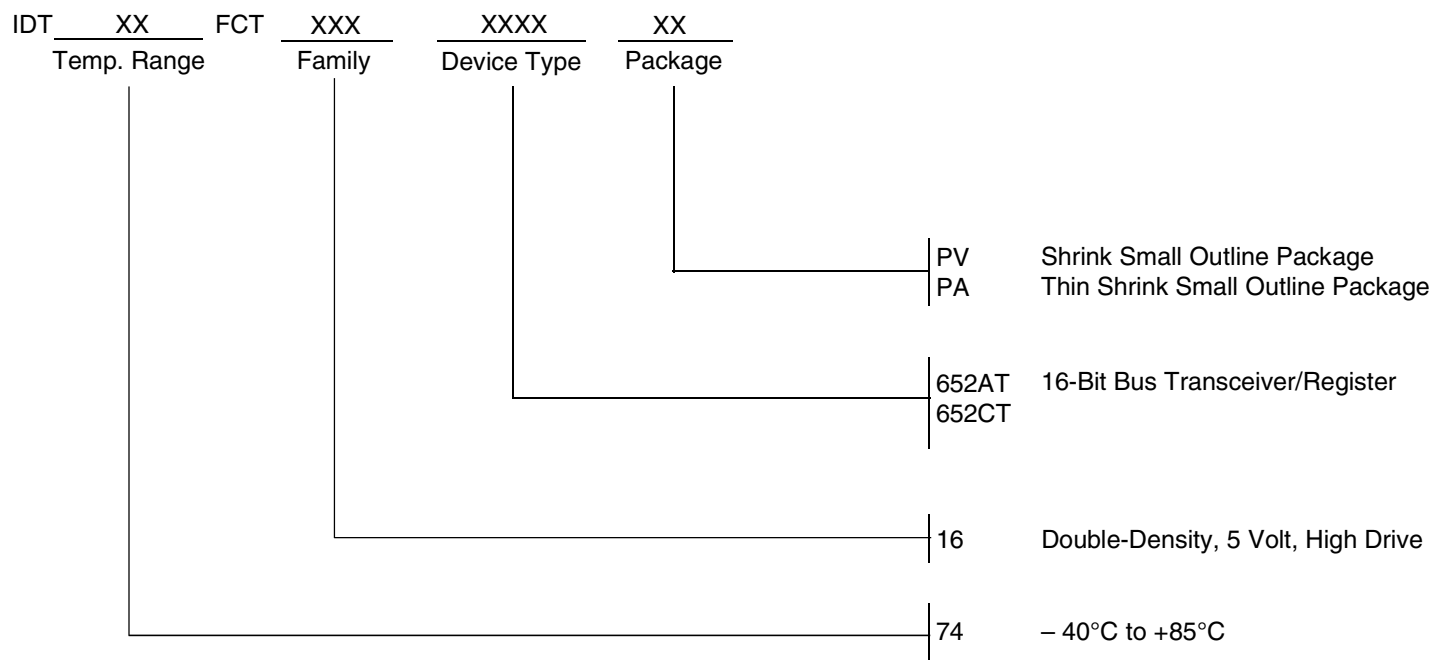 IDT XX FCT XXX XXXX XX
Temp. Range Family Device Type Package
PV Shrink Small Outline Package
PA Thin Shrink Small Outline Package
652AT 16-Bit Bus Transceiver/Register
652CT
16 Double-Density, 5 Volt, High Drive
74 – 40°C to +85°C